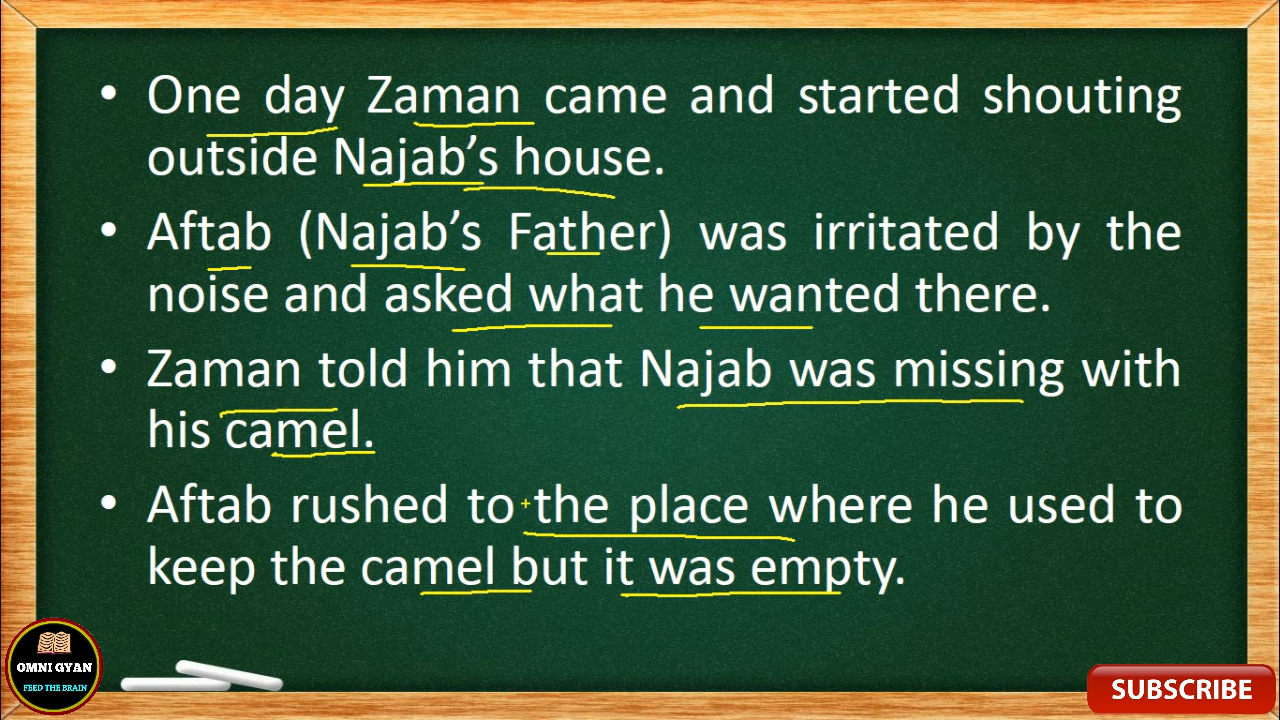 • One day Zaman came and started shouting
outside Najab’s house.
• Aftab (Najab’s Father) was irritated by the
noise and asked what he wanted there.
• Zaman told him that Najab was missing with
his camel.
• Aftab rushed to the place where he used to
keep the camel but it was empty.
OMNI GYAN
FEED THE BRAIN
SUBSCRIBE